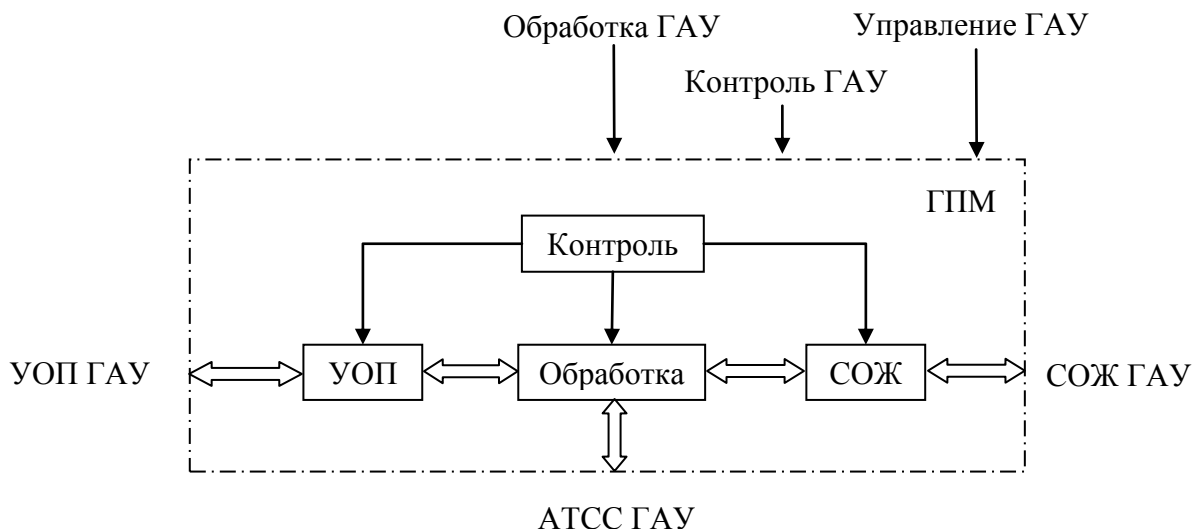 Обработка ГАУ
Управление ГАУ
Контроль ГАУ
ГПМ
Контроль
УОП ГАУ
УОП
Обработка
СОЖ
СОЖ ГАУ
АТСС ГАУ